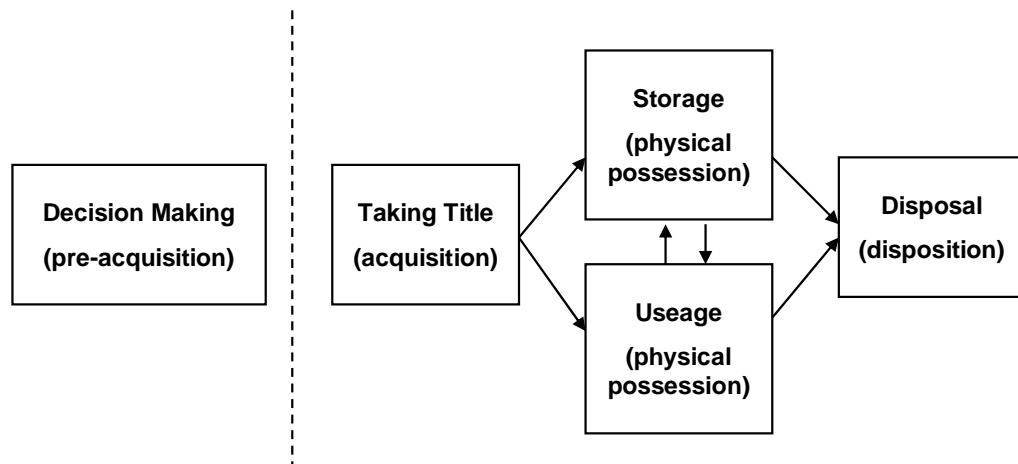 Decision Making
(pre-acquisition)
Taking Title
(acquisition)
Storage
(physical
possession)
Useage
(physical
possession)
Disposal
(disposition)